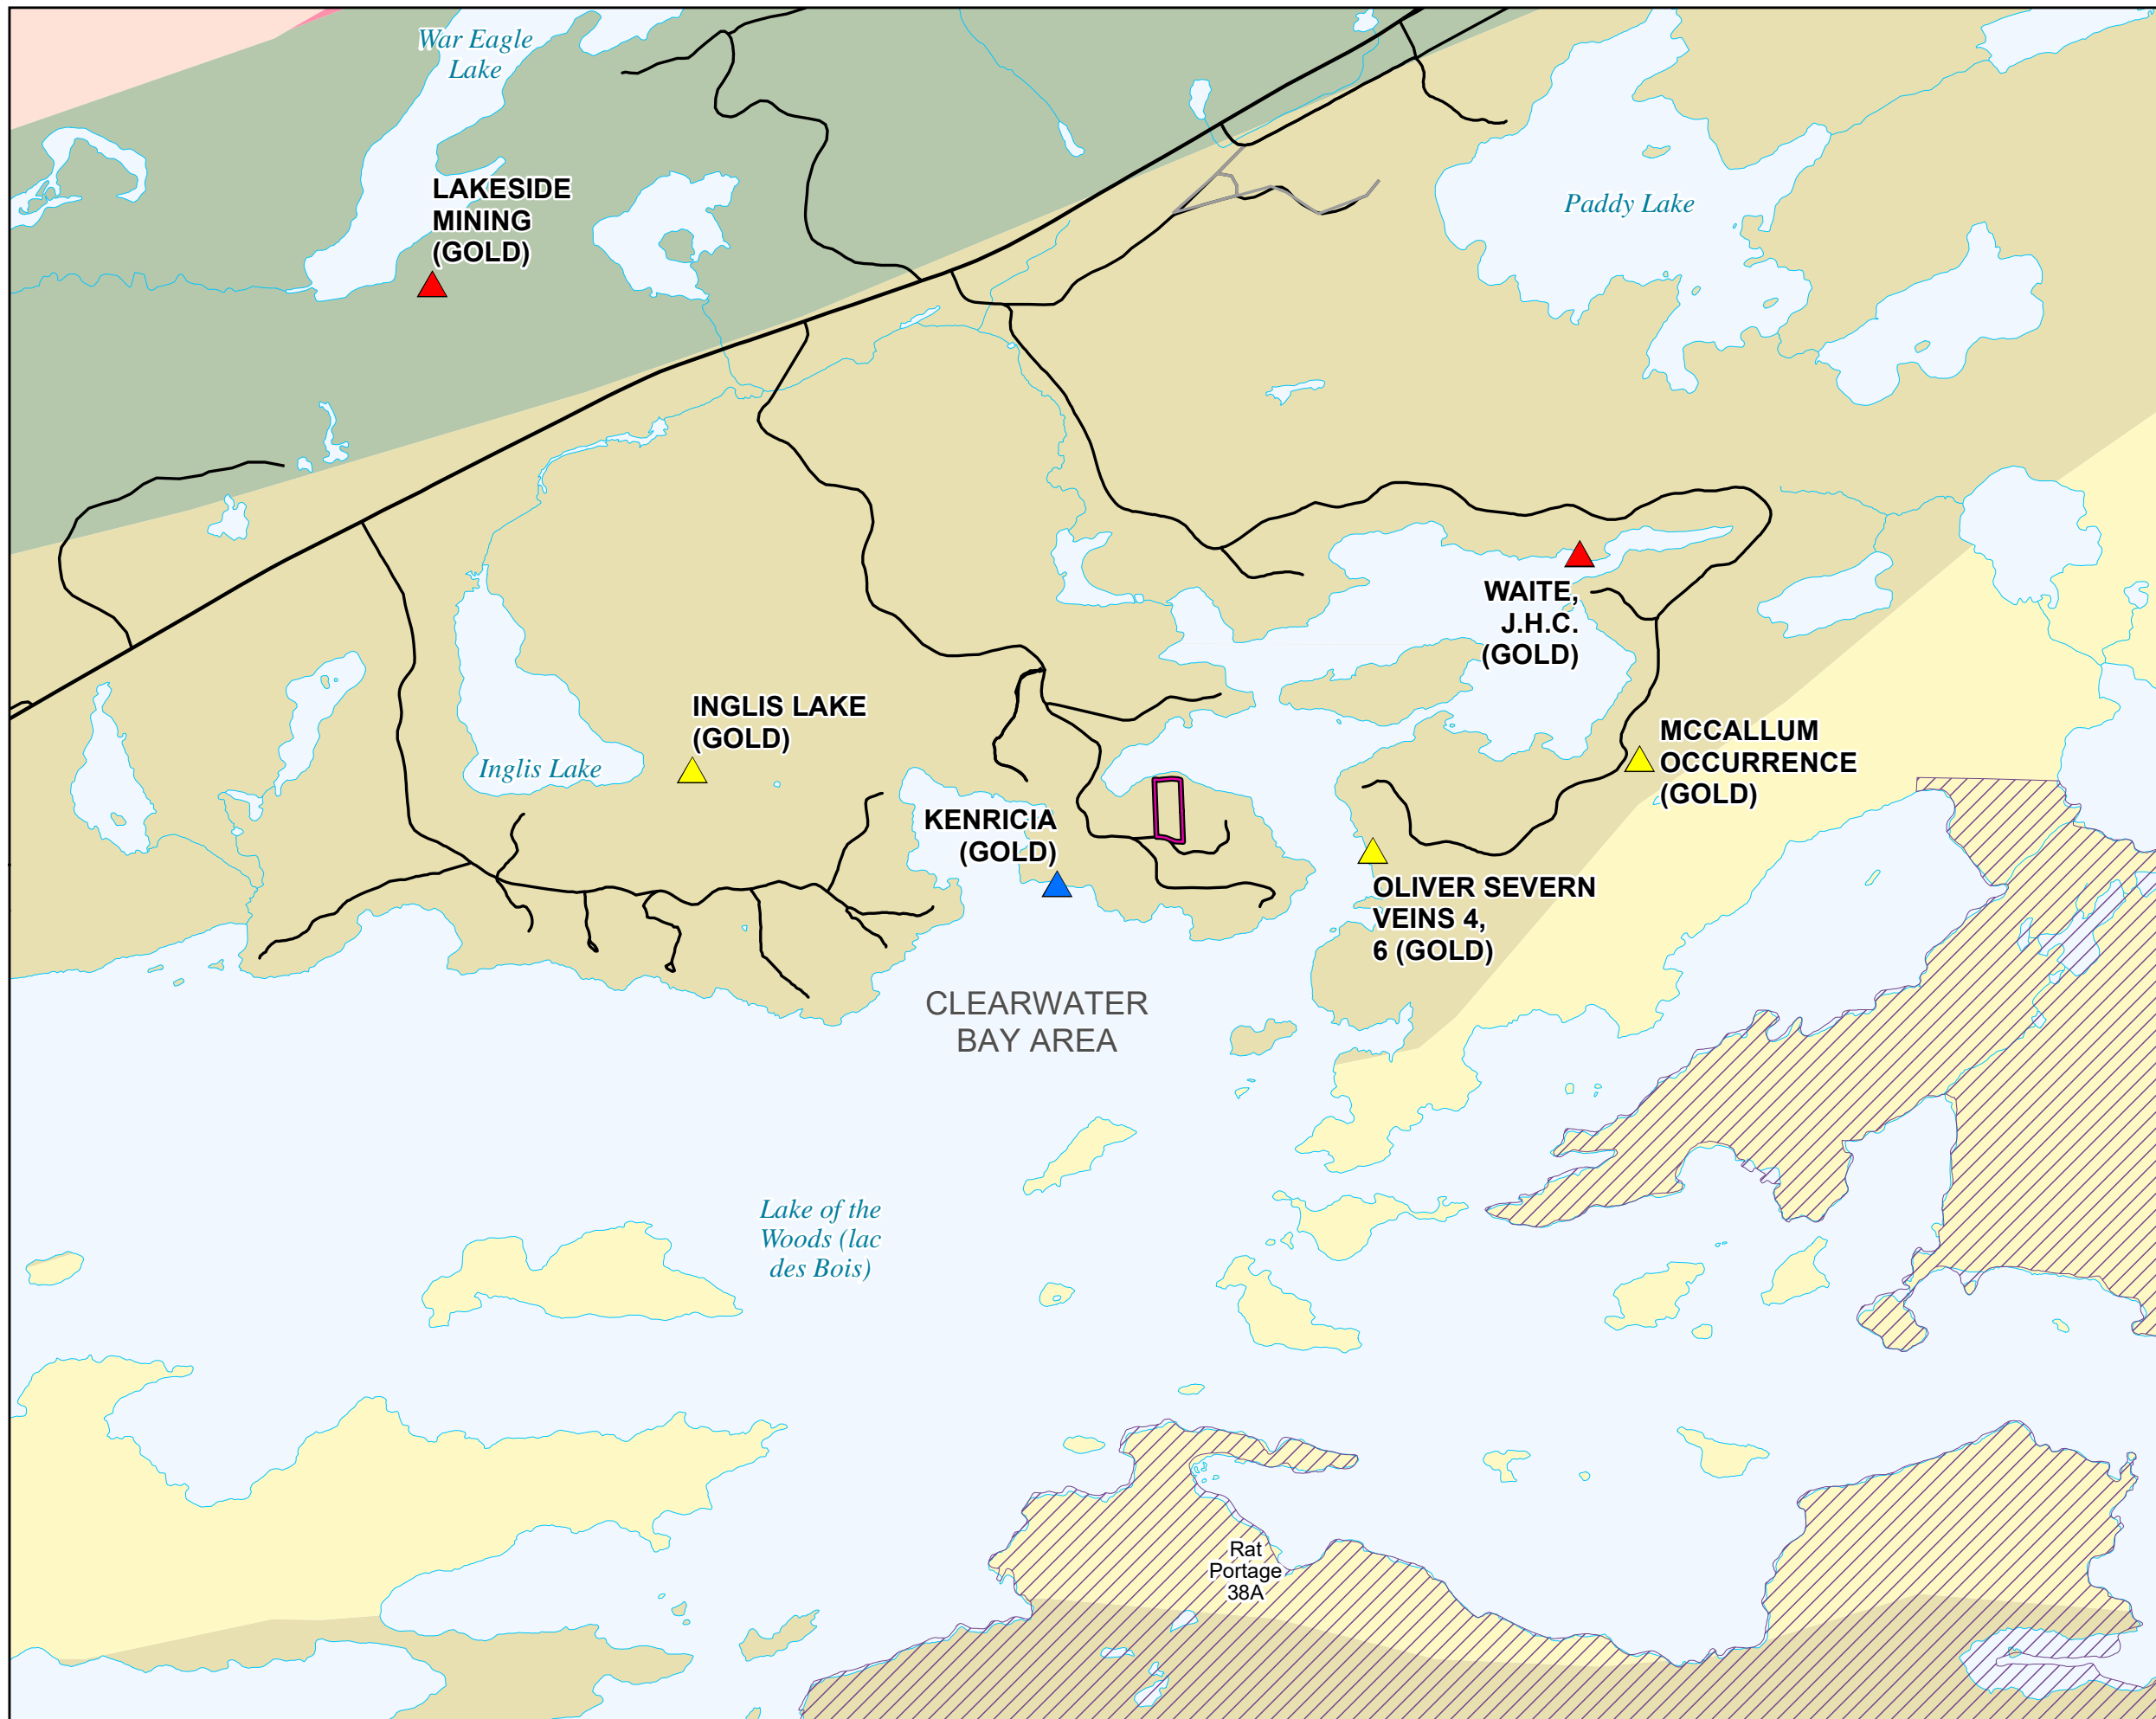 War Eagle
Lake
LAKESIDE
MINING
(GOLD)
Paddy Lake
WAITE,
J.H.C.
(GOLD)
INGLIS LAKE
(GOLD)
Inglis Lake
MCCALLUM
OCCURRENCE
(GOLD)
KENRICIA
(GOLD)
OLIVER SEVERN
VEINS 4,
6 (GOLD)
CLEARWATER
BAY AREA
Lake of the
Woods (lac
des Bois)
Rat
Portage
38A